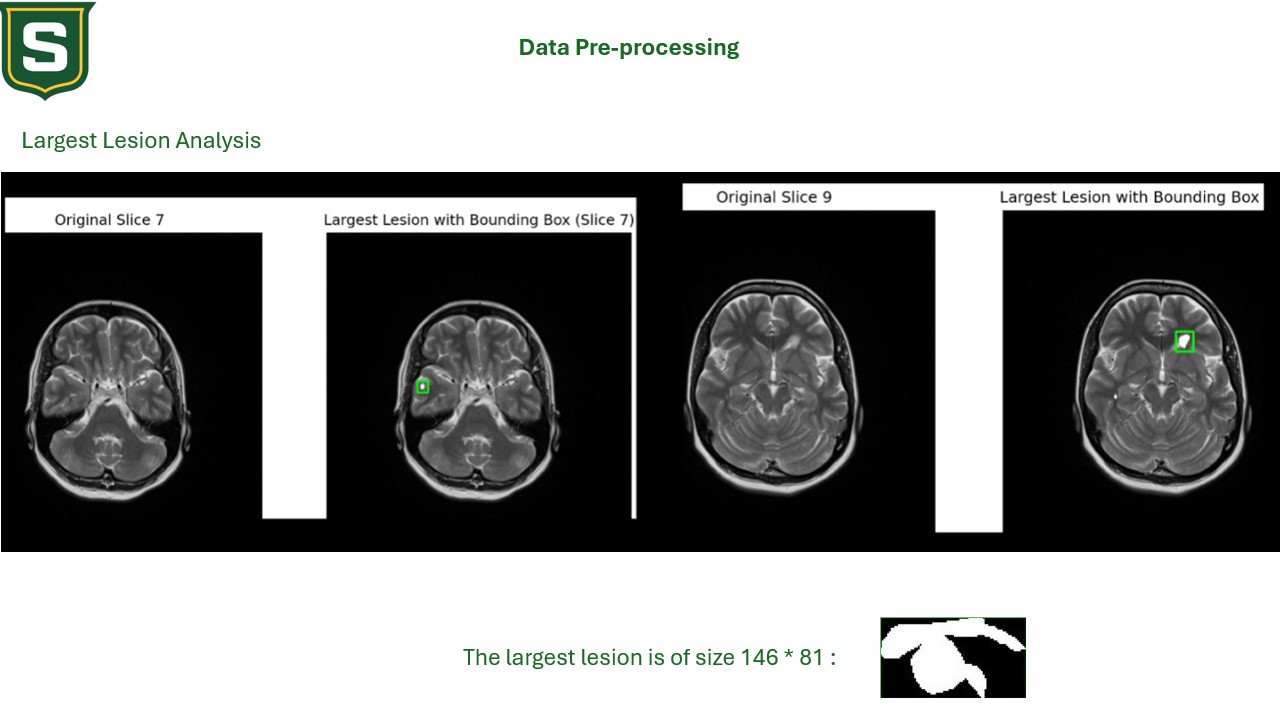 S
Data Pre-processing
Largest Lesion Analysis
Original Slice 7
Largest Lesion with Bounding Box (Slice 7)
Original Slice 9
Largest Lesion with Bounding Box
The largest lesion is of size 146 * 81 :